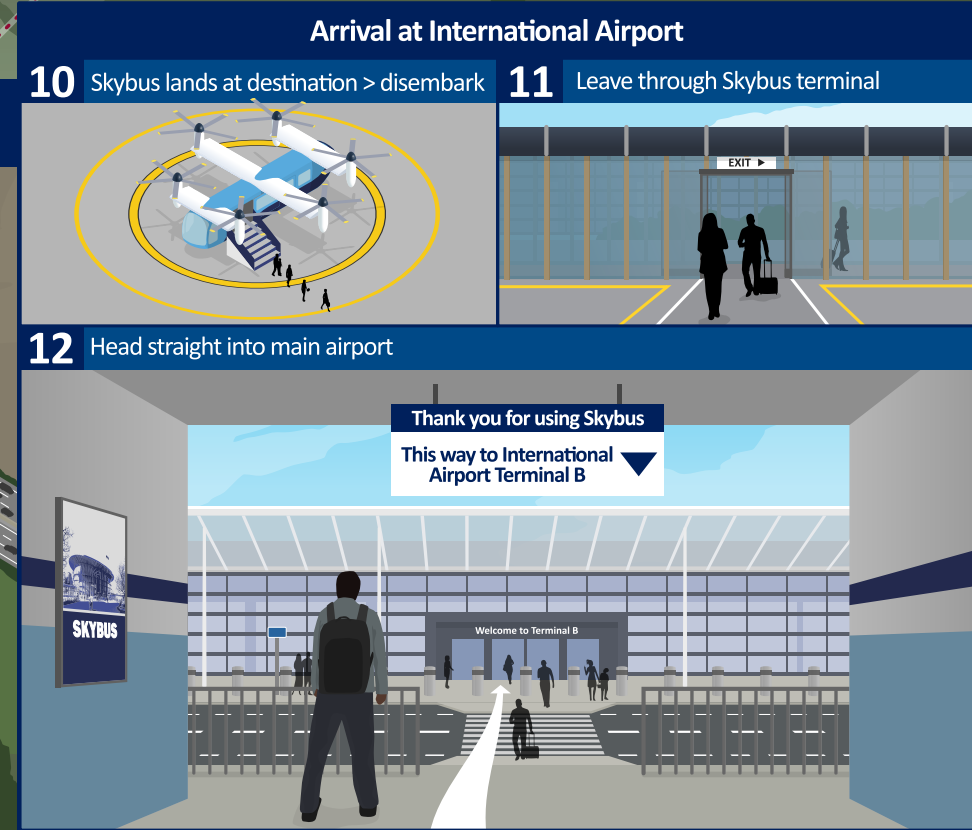 Arrival at International Airport
10 Skybus lands at destination > disembark
11 Leave through Skybus terminal
EXIT ►
12 Head straight into main airport
Thank you for using Skybus
This way to International
Airport Terminal B
Welcome to Terminal B
SKYBUS